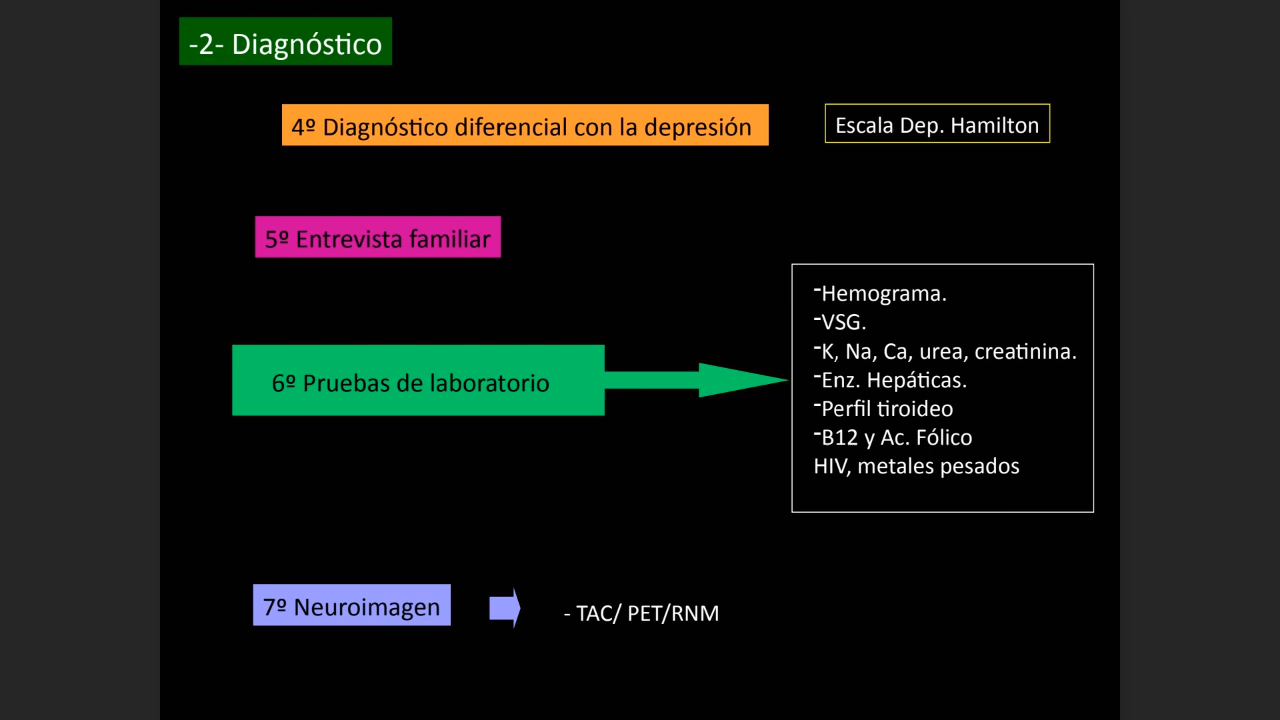 -2- Diagnóstico
4º Diagnóstico diferencial con la depresión
Escala Dep. Hamilton
5º Entrevista familiar
-Hemograma.
-VSG.
-K, Na, Ca, urea, creatinina.
-Enz. Hepáticas.
-Perfil tiroideo
-B12 y Ac. Fólico
HIV, metales pesados
6º Pruebas de laboratorio
7º Neuroimagen
- TAC/ PET/RNM